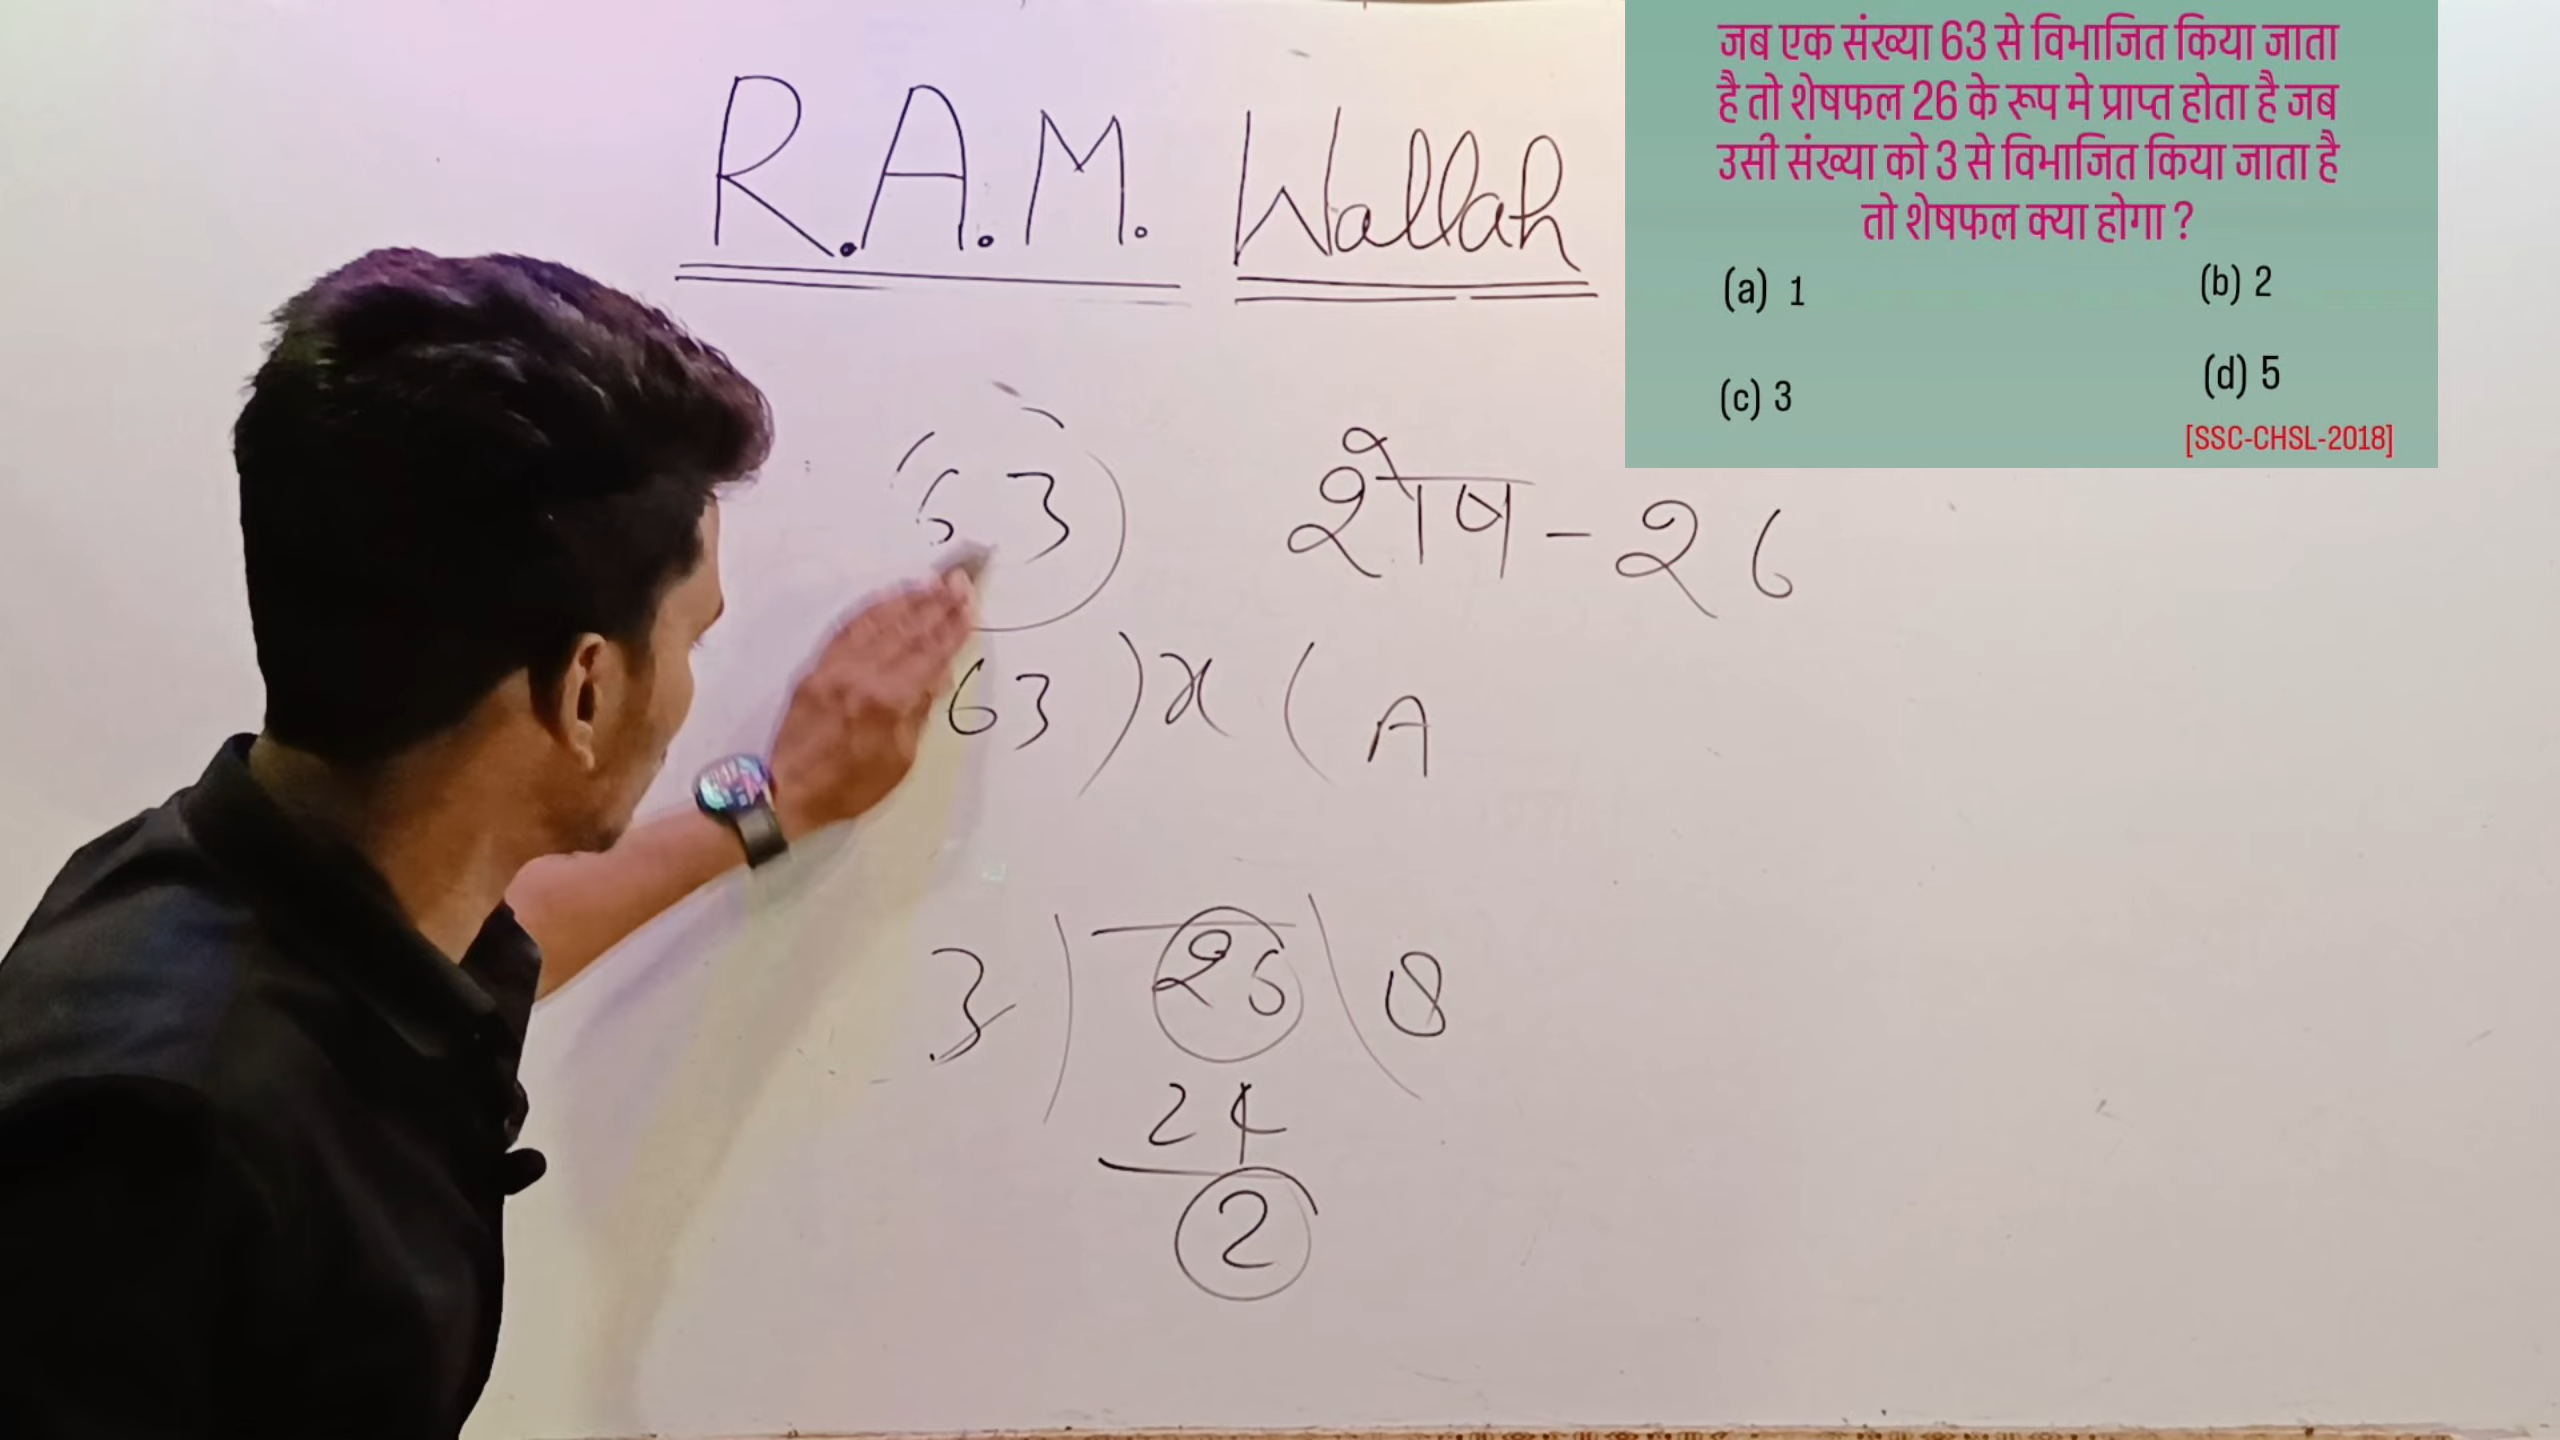 R.A.M. Wallah
जब एक संख्या 63 से विभाजित किया जाता
है तो शेषफल 26 के रूप मे प्राप्त होता है जब
उसी संख्या को 3 से विभाजित किया जाता है
तो शेषफल क्या होगा ?
(a) 1 (b) 2
(c) 3 (d) 5
[SSC-CHSL-2018]
63 शेष - 26
63 ) x ( A
3 ) 26 ( 8
24
2